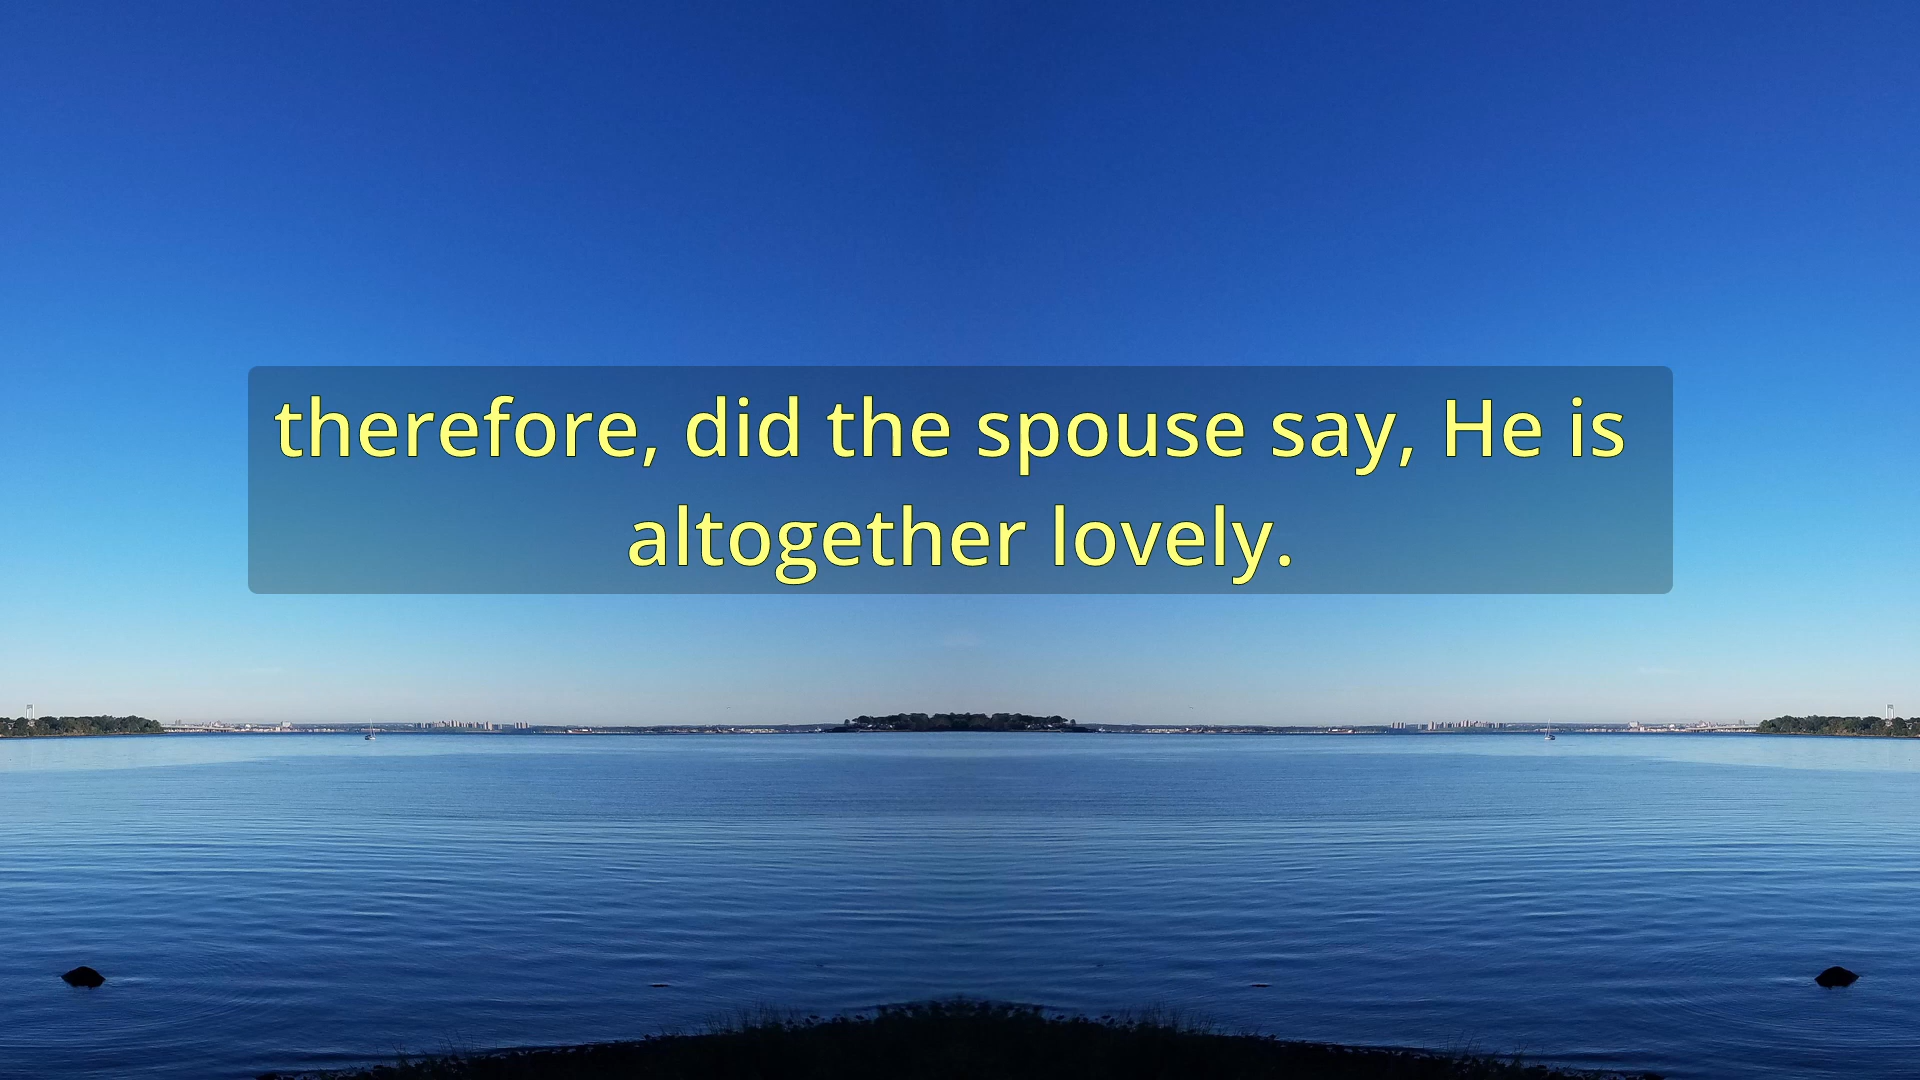 therefore, did the spouse say, He is
altogether lovely.